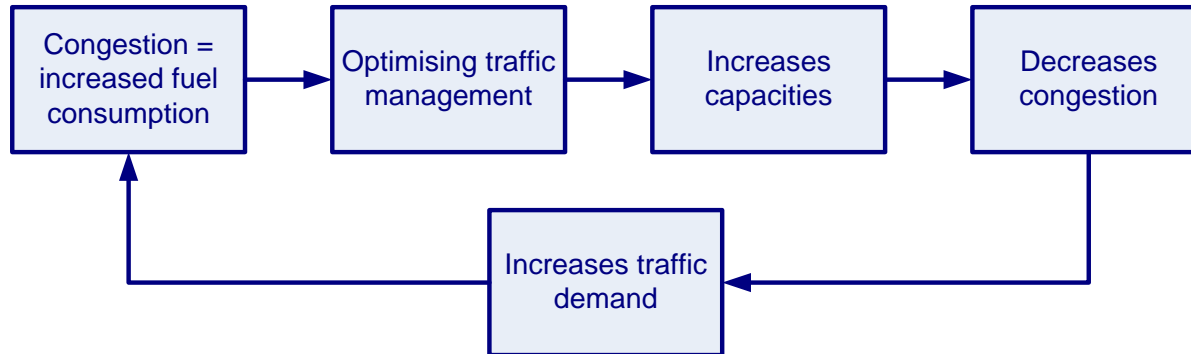 Congestion =
increased fuel
consumption
Optimising traffic
management
Increases
capacities
Decreases
congestion
Increases traffic
demand